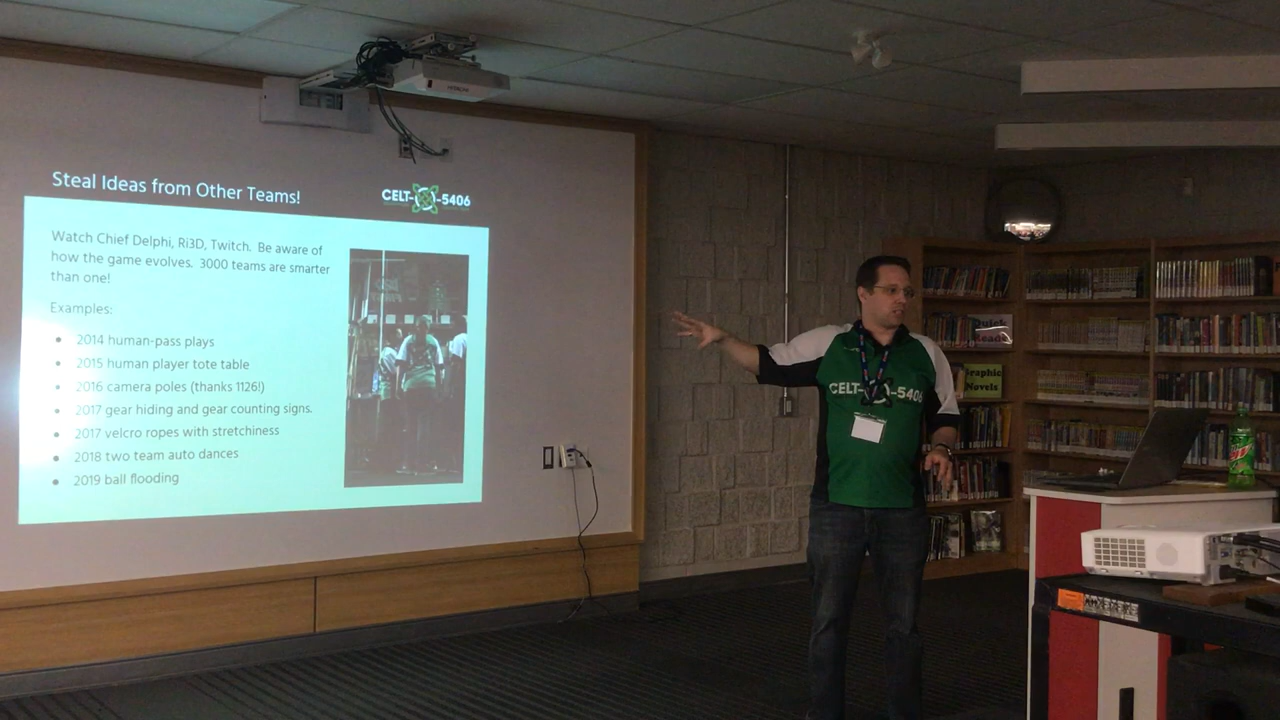 Steal Ideas from Other Teams!
CELT-X-5406
Watch Chief Delphi, Ri3D, Twitch. Be aware of
how the game evolves. 3000 teams are smarter
than one!
Examples:
• 2014 human-pass plays
• 2015 human player tote table
• 2016 camera poles (thanks 1126!)
• 2017 gear hiding and gear counting signs.
• 2017 velcro ropes with stretchiness
• 2018 two team auto dances
• 2019 ball flooding
HITACHI
CELT-X-5406
Quick
Reads
Graphic
Novels